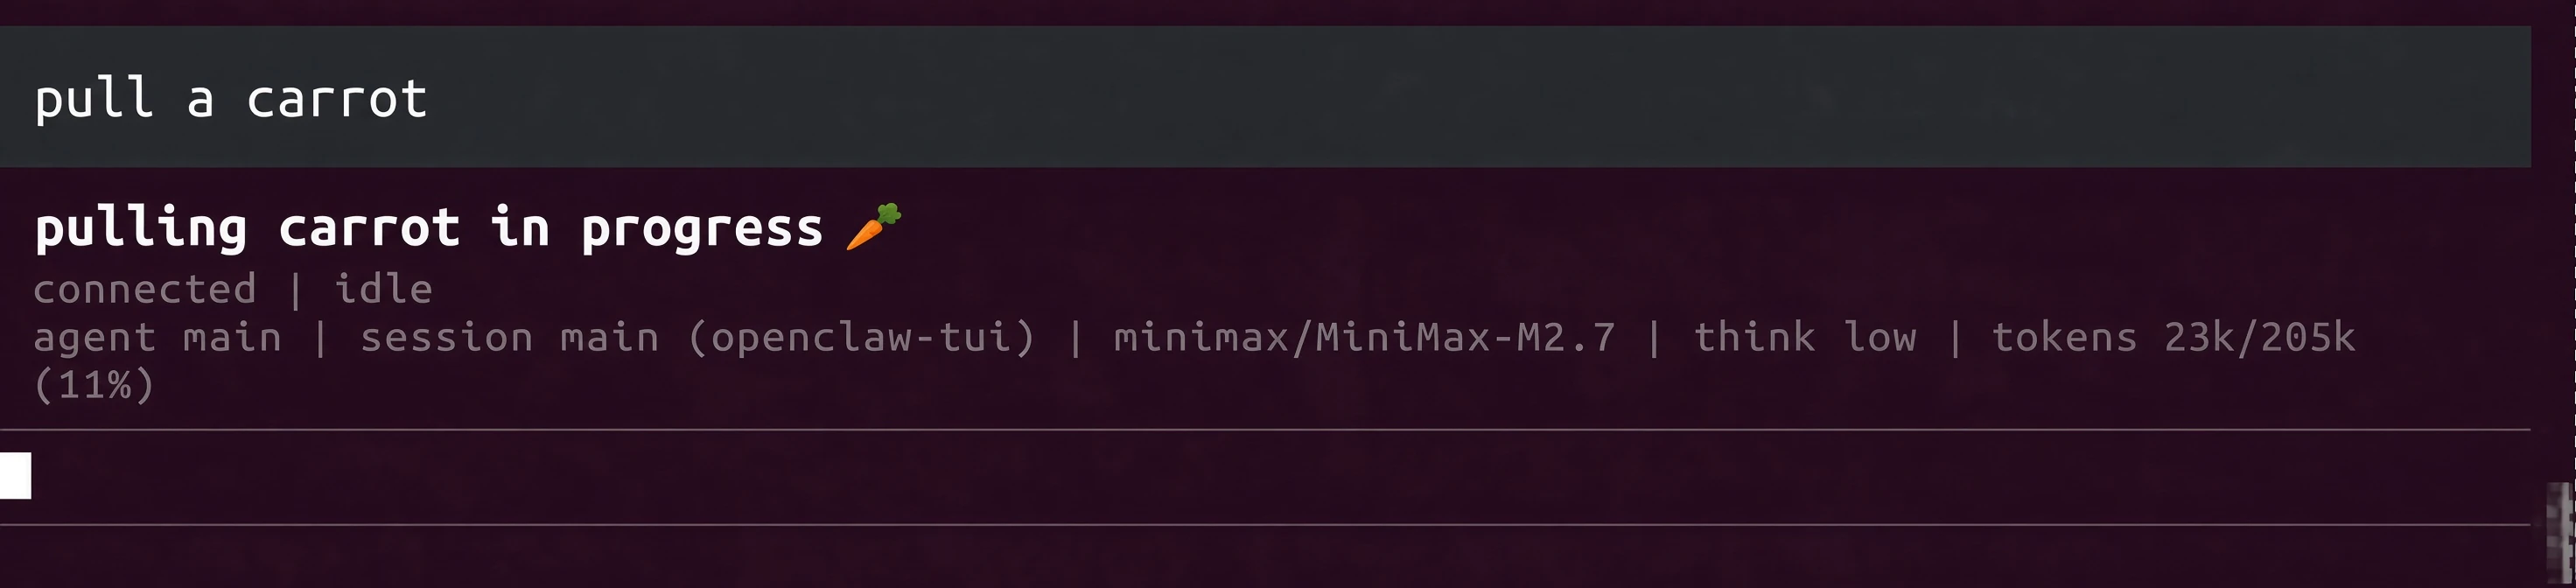 pull a carrot
pulling carrot in progress 🥕
connected | idle
agent main | session main (openclaw-tui) | minimax/MiniMax-M2.7 | think low | tokens 23k/205k
(11%)